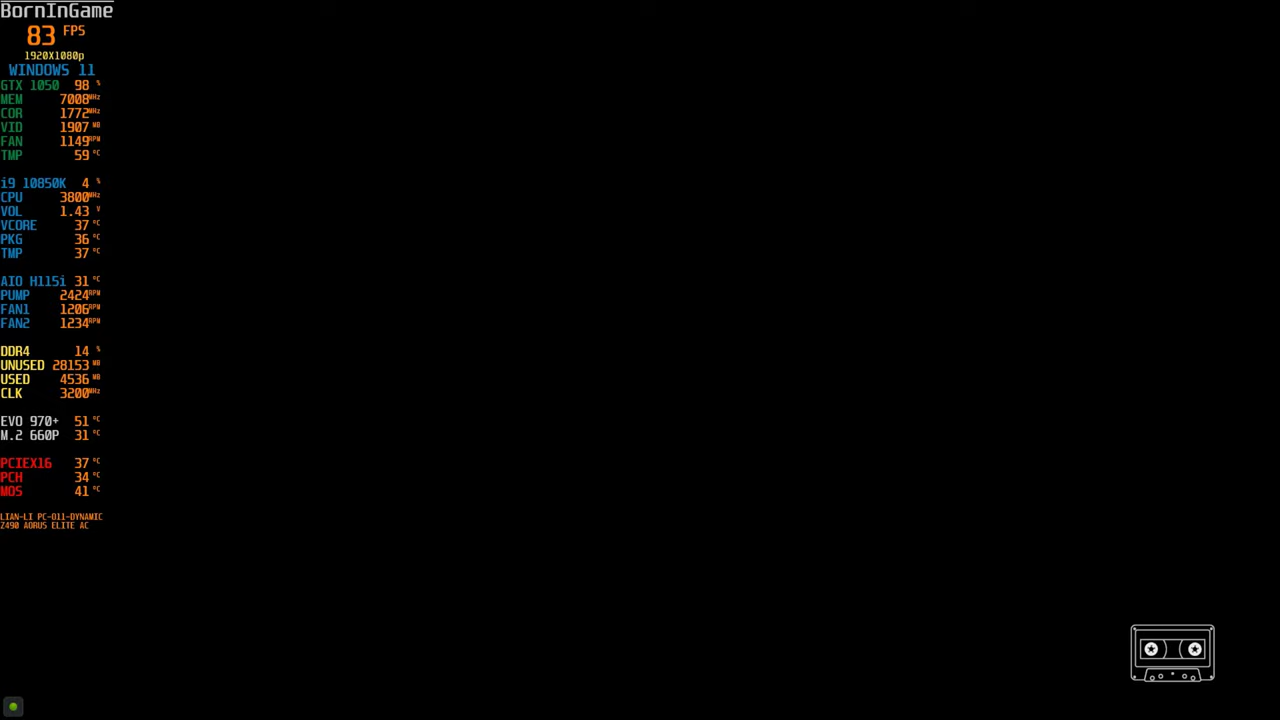 BornInGame
83 FPS
1920X1080p
WINDOWS 11
GTX 1050 98 %
MEM 7008 MHz
COR 1772 MHz
VID 1907 MB
FAN 1149 RPM
TMP 59 °C
i9 10850K 4 %
CPU 3800 MHz
VOL 1.43 V
VCORE 37 °C
PKG 36 °C
TMP 37 °C
AIO H115i 31 °C
PUMP 2424 RPM
FAN1 1206 RPM
FAN2 1234 RPM
DDR4 14 %
UNUSED 28153 MB
USED 4536 MB
CLK 3200 MHz
EVO 970+ 51 °C
M.2 660P 31 °C
PCIEX16 37 °C
PCH 34 °C
MOS 41 °C
LIAN-LI PC-O11-DYNAMIC
Z490 AORUS ELITE AC